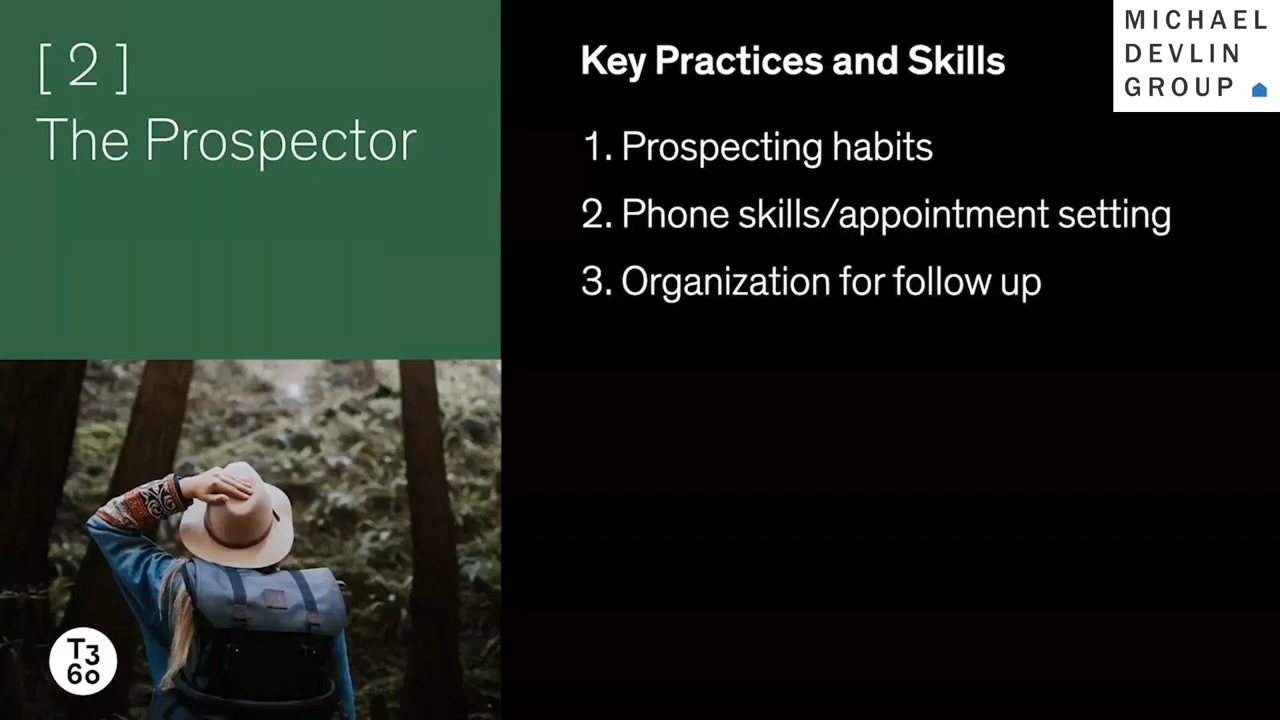 [ 2 ]
The Prospector
Key Practices and Skills
1. Prospecting habits
2. Phone skills/appointment setting
3. Organization for follow up
MICHAEL
DEVLIN
GROUP
T3
60